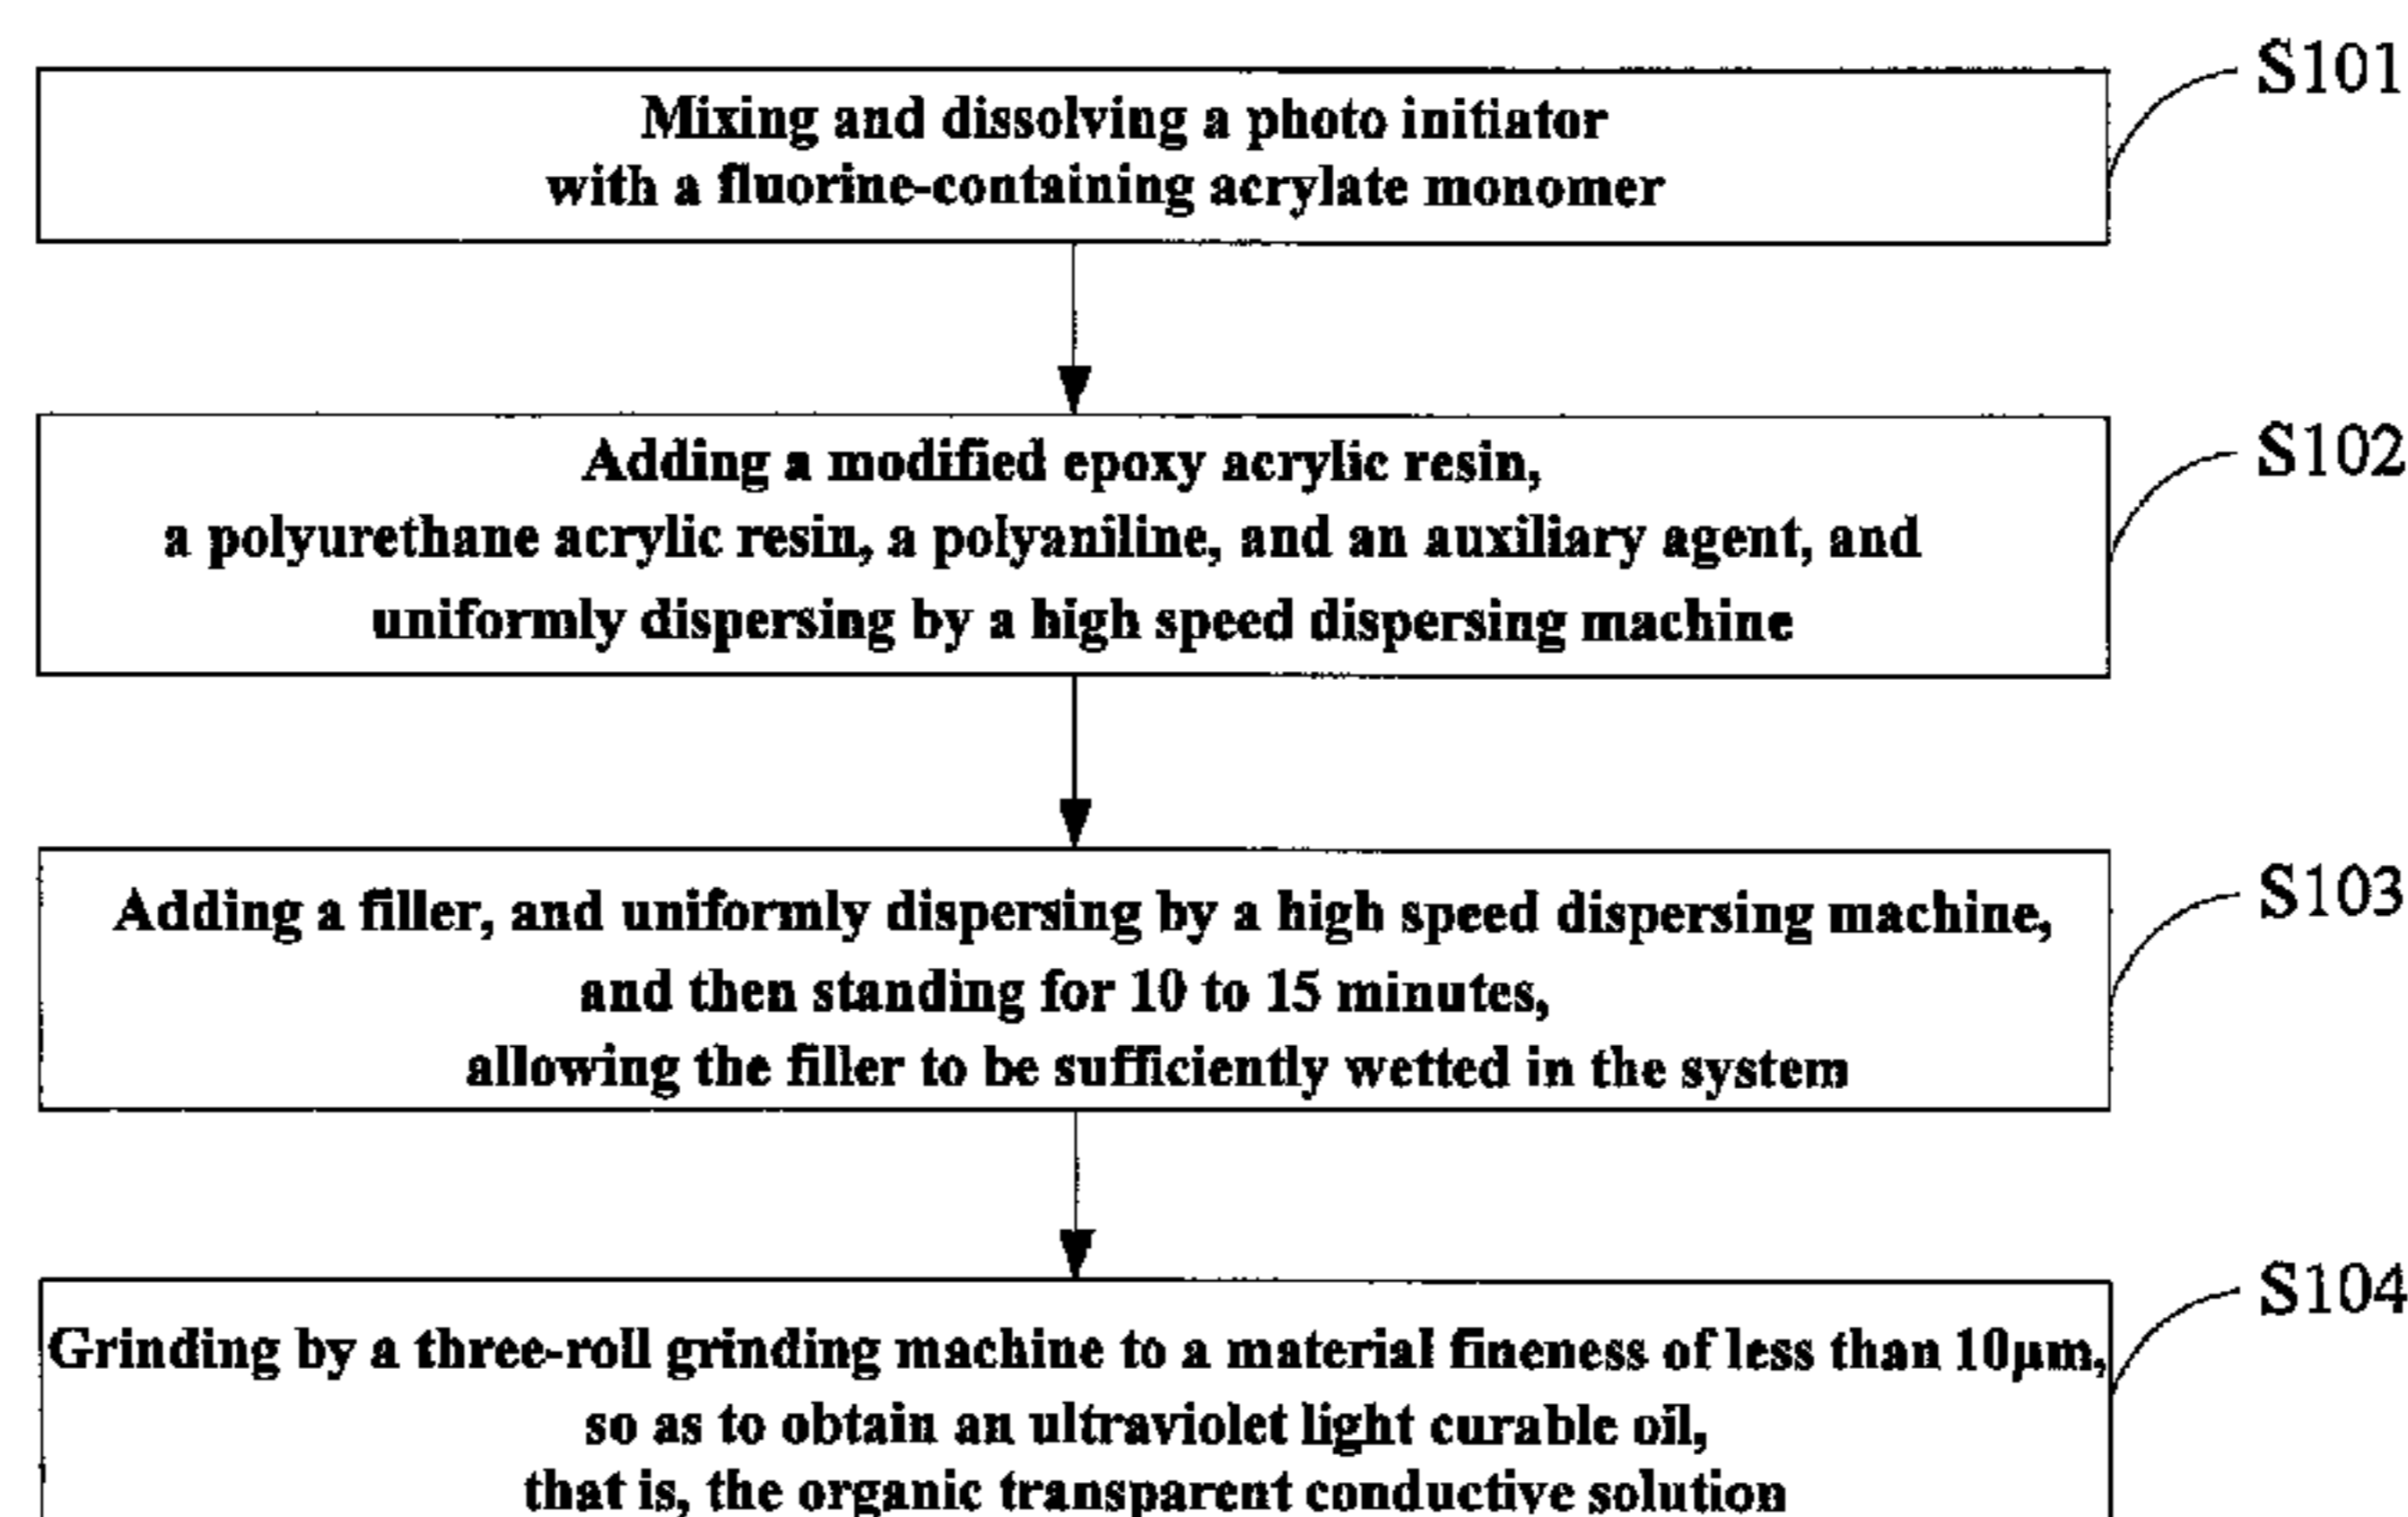 S101
Mixing and dissolving a photo initiator
with a fluorine-containing acrylate monomer
S102
Adding a modified epoxy acrylic resin,
a polyurethane acrylic resin, a polyaniline, and an auxiliary agent, and
uniformly dispersing by a high speed dispersing machine
S103
Adding a filler, and uniformly dispersing by a high speed dispersing machine,
and then standing for 10 to 15 minutes,
allowing the filler to be sufficiently wetted in the system
S104
Grinding by a three-roll grinding machine to a material fineness of less than 10μm,
so as to obtain an ultraviolet light curable oil,
that is, the organic transparent conductive solution